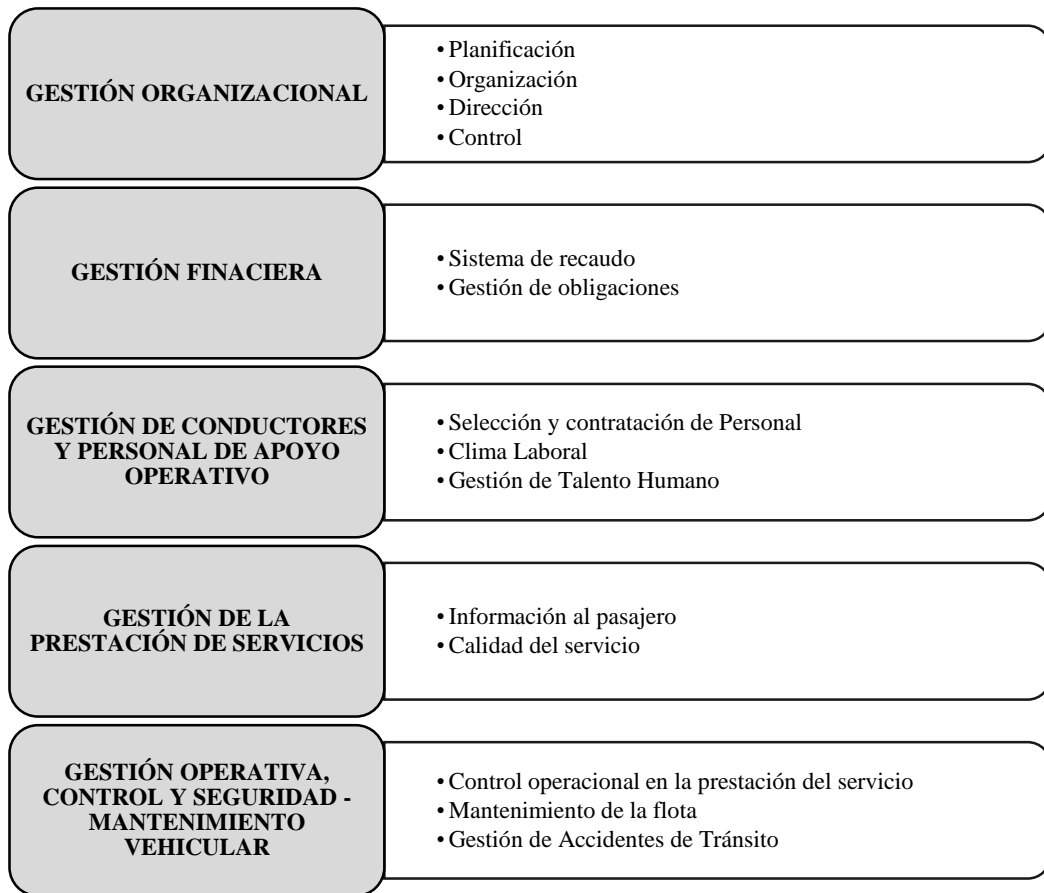 GESTIÓN ORGANIZACIONAL
• Planificación
• Organización
• Dirección
• Control
GESTIÓN FINACIERA
• Sistema de recaudo
• Gestión de obligaciones
GESTIÓN DE CONDUCTORES
Y PERSONAL DE APOYO
OPERATIVO
• Selección y contratación de Personal
• Clima Laboral
• Gestión de Talento Humano
GESTIÓN DE LA
PRESTACIÓN DE SERVICIOS
• Información al pasajero
• Calidad del servicio
GESTIÓN OPERATIVA,
CONTROL Y SEGURIDAD -
MANTENIMIENTO
VEHICULAR
• Control operacional en la prestación del servicio
• Mantenimiento de la flota
• Gestión de Accidentes de Tránsito